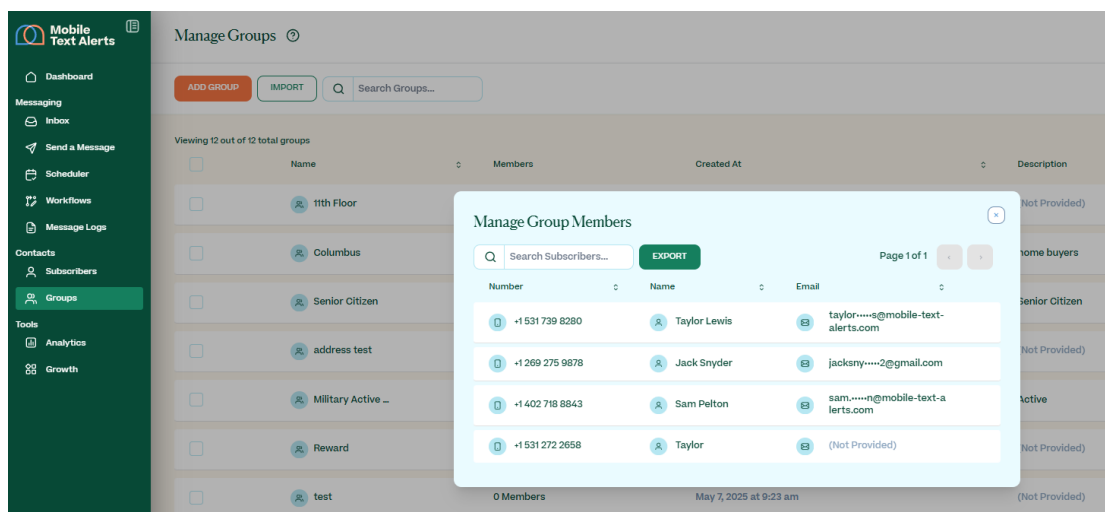 Mobile
Text Alerts
Dashboard
Messaging
Inbox
Send a Message
Scheduler
Workflows
Message Logs
Contacts
Subscribers
Groups
Tools
Analytics
Growth
Manage Groups
ADD GROUP IMPORT Search Groups...
Viewing 12 out of 12 total groups
Name Members Created At Description
11th Floor (Not Provided)
Columbus home buyers
Senior Citizen Senior Citizen
address test (Not Provided)
Military Active ... Active
Reward (Not Provided)
test 0 Members May 7, 2025 at 9:23 am (Not Provided)
Manage Group Members
Search Subscribers... EXPORT Page 1 of 1
Number Name Email
+1 531 739 8280 Taylor Lewis taylor·····s@mobile-text-
alerts.com
+1 269 275 9878 Jack Snyder jacksny·····2@gmail.com
+1 402 718 8843 Sam Pelton sam.·····n@mobile-text-a
lerts.com
+1 531 272 2658 Taylor (Not Provided)